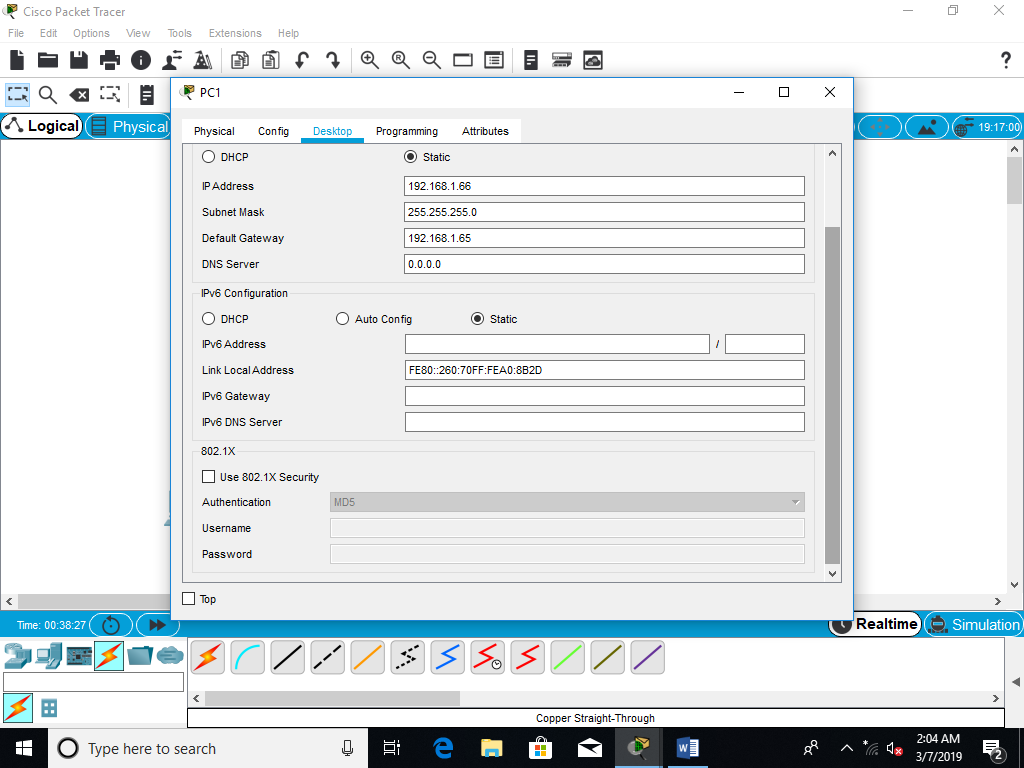 Cisco Packet Tracer
File Edit Options View Tools Extensions Help
PC1
Logical
Physical
19:17:00
Physical Config Desktop Programming Attributes
DHCP Static
IP Address 192.168.1.66
Subnet Mask 255.255.255.0
Default Gateway 192.168.1.65
DNS Server 0.0.0.0
IPv6 Configuration
DHCP Auto Config Static
IPv6 Address /
Link Local Address FE80::260:70FF:FEA0:8B2D
IPv6 Gateway
IPv6 DNS Server
802.1X
Use 802.1X Security
Authentication MD5
Username
Password
Top
Time: 00:38:27
Realtime
Simulation
Copper Straight-Through
Type here to search
2:04 AM
3/7/2019
2